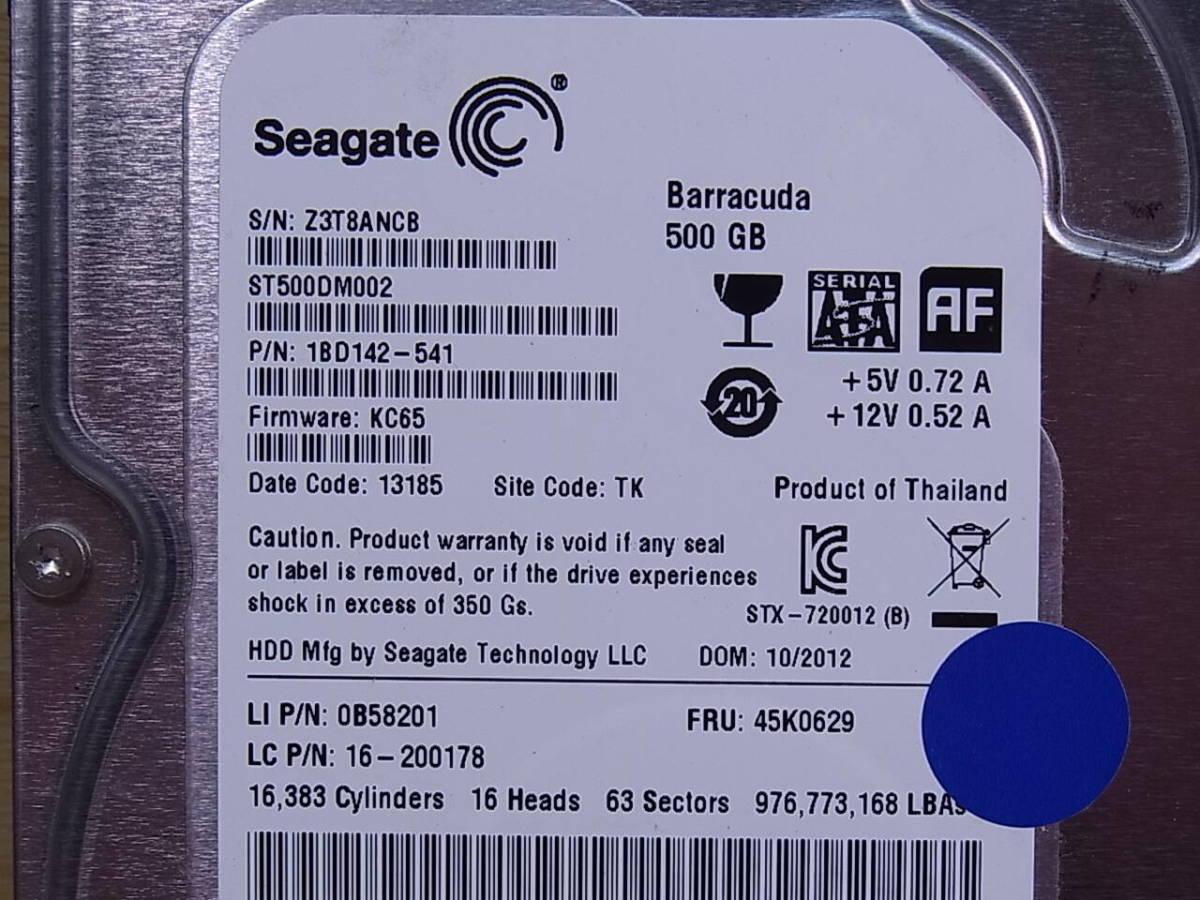 Seagate®
Barracuda
500 GB
S/N: Z3T8ANCB
ST500DM002
P/N: 1BD142-541
Firmware: KC65
Date Code: 13185 Site Code: TK
SERIAL
ATA
AF
20
+5V 0.72 A
+12V 0.52 A
Product of Thailand
Caution. Product warranty is void if any seal
or label is removed, or if the drive experiences
shock in excess of 350 Gs.
STX-720012 (B)
HDD Mfg by Seagate Technology LLC DOM: 10/2012
LI P/N: 0B58201 FRU: 45K0629
LC P/N: 16-200178
16,383 Cylinders 16 Heads 63 Sectors 976,773,168 LBAs